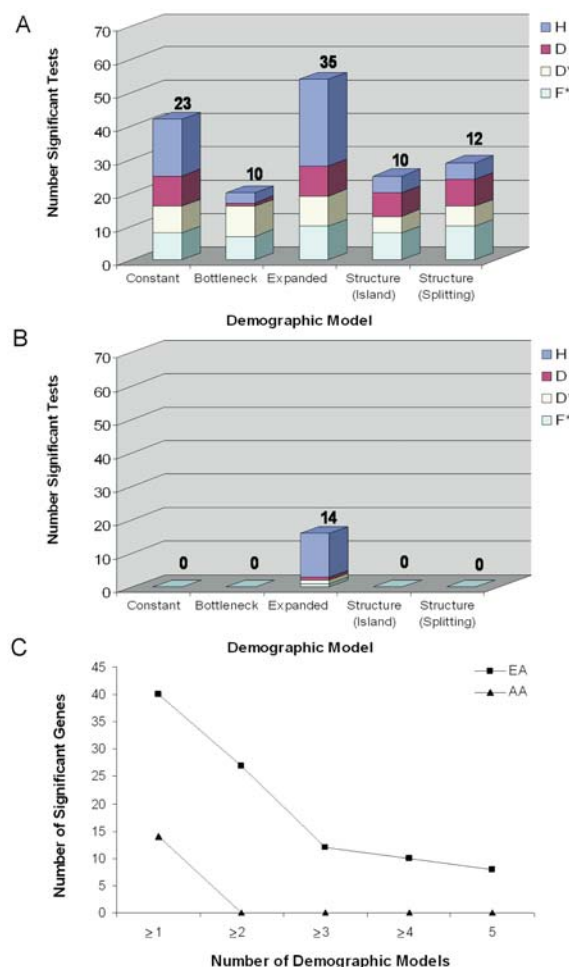 A
Number Significant Tests
70
60
50
40
30
20
10
0
23
10
35
10
12
H
D
D*
F*
Constant Bottleneck Expanded Structure (Island) Structure (Splitting)
Demographic Model
B
Number Significant Tests
70
60
50
40
30
20
10
0
0
0
14
0
0
H
D
D*
F*
Constant Bottleneck Expanded Structure (Island) Structure (Splitting)
Demographic Model
C
Number of Significant Genes
45
40
35
30
25
20
15
10
5
0
EA
AA
≥1 ≥2 ≥3 ≥4 5
Number of Demographic Models